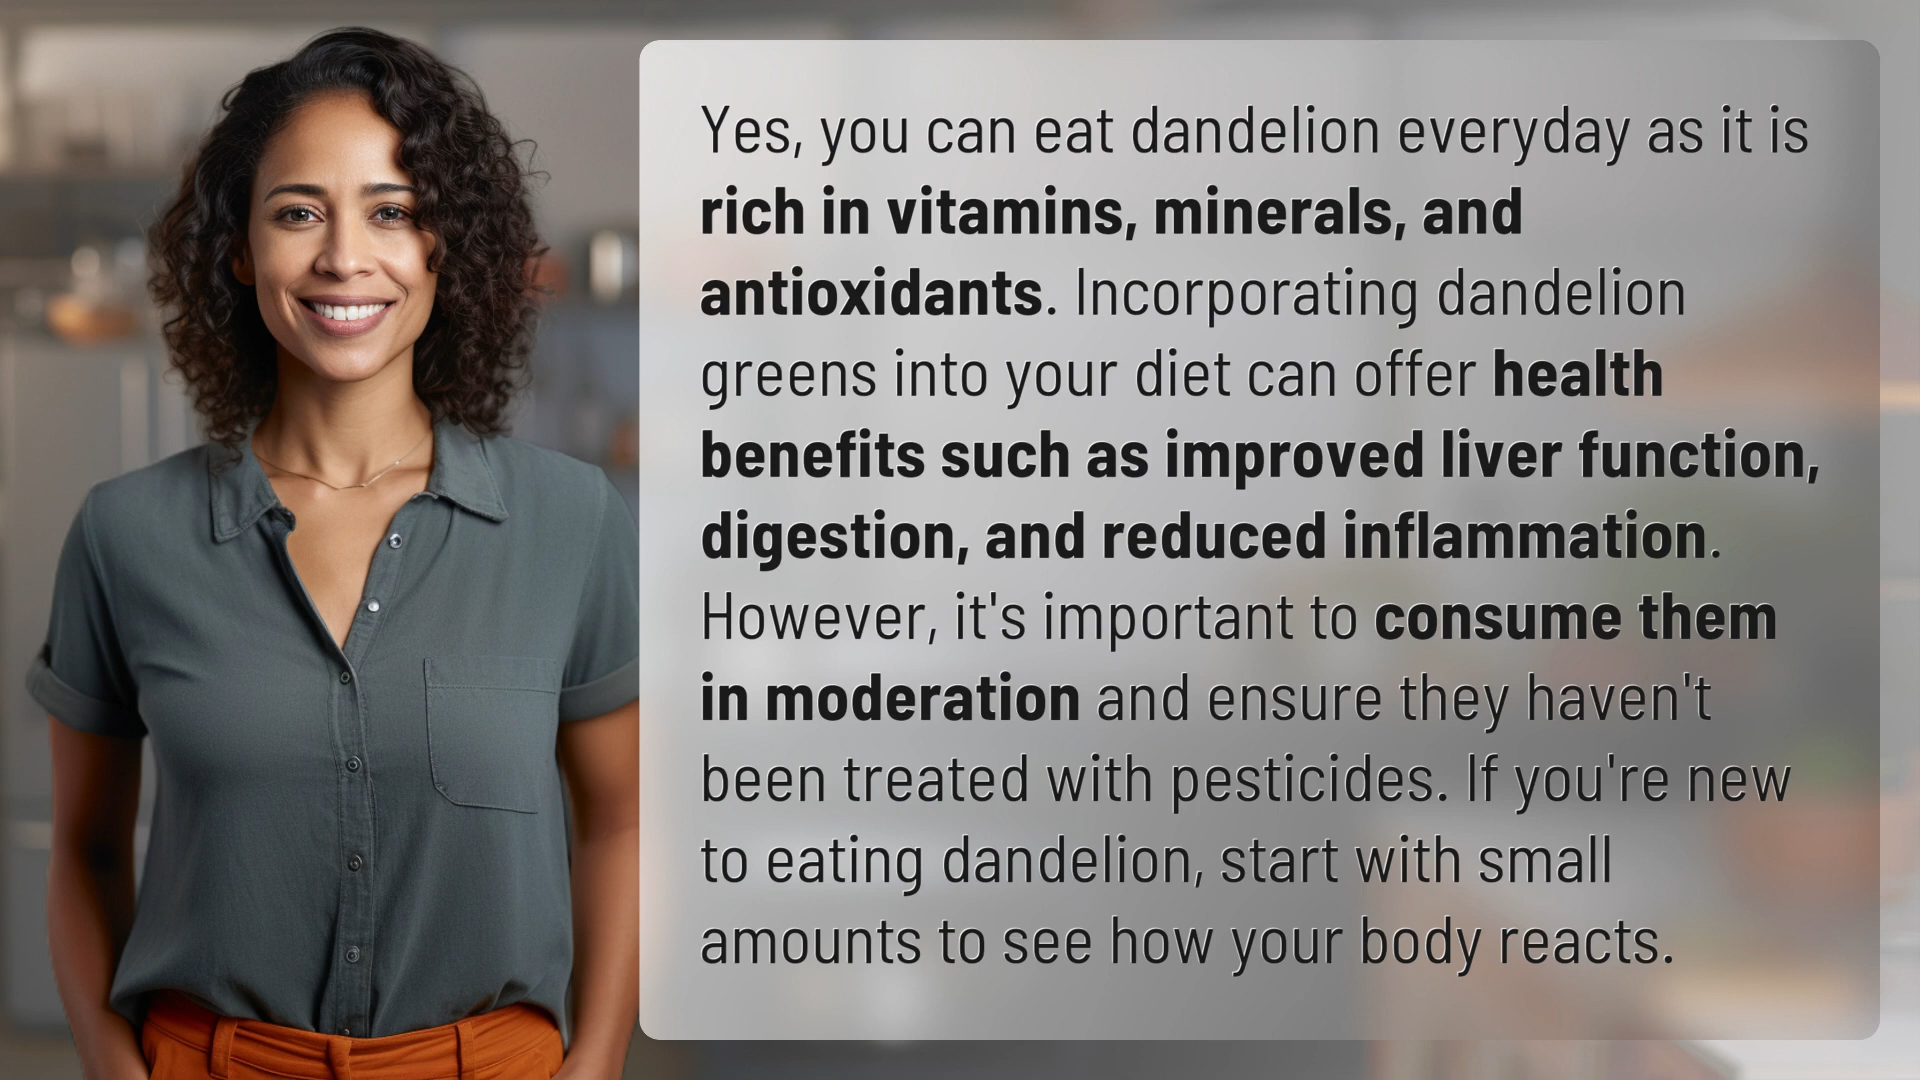 Yes, you can eat dandelion everyday as it is
rich in vitamins, minerals, and
antioxidants. Incorporating dandelion
greens into your diet can offer health
benefits such as improved liver function,
digestion, and reduced inflammation.
However, it's important to consume them
in moderation and ensure they haven't
been treated with pesticides. If you're new
to eating dandelion, start with small
amounts to see how your body reacts.